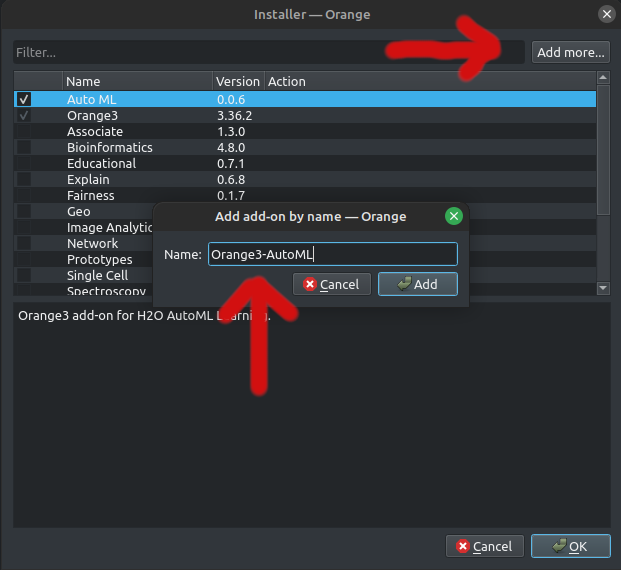 Installer — Orange
Filter...
Add more...
Name Version Action
Auto ML 0.0.6
Orange3 3.36.2
Associate 1.3.0
Bioinformatics 4.8.0
Educational 0.7.1
Explain 0.6.8
Fairness 0.1.7
Geo
Image Analytic
Network
Prototypes
Single Cell
Spectroscopy
Add add-on by name — Orange
Name: Orange3-AutoML
Cancel Add
Orange3 add-on for H2O AutoML Learning.
Cancel OK